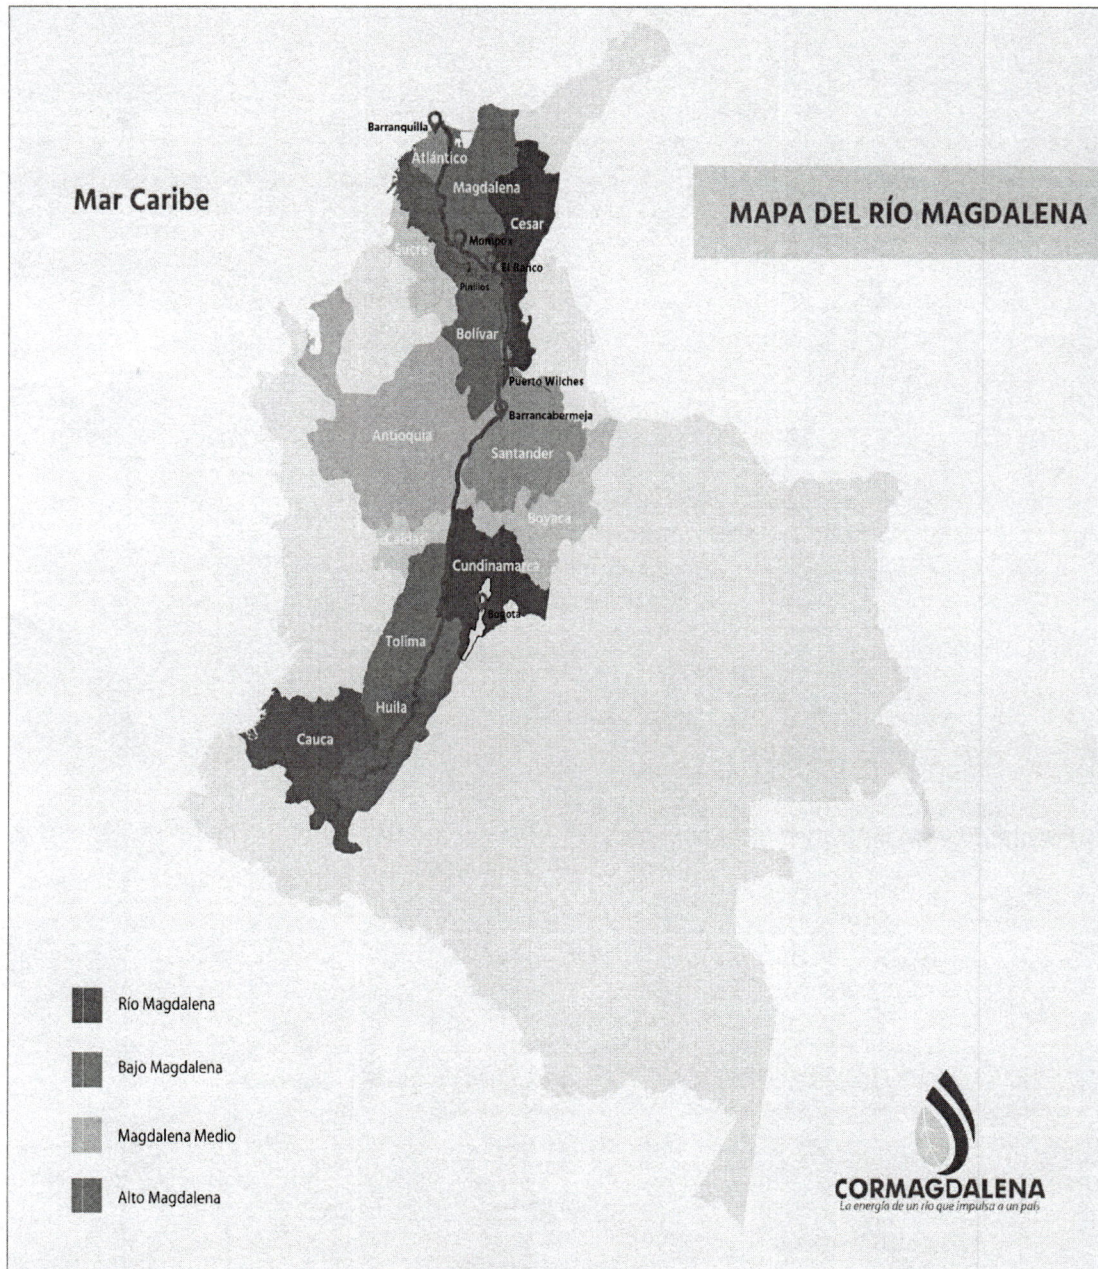 Barranquilla
Atlántico
Mar Caribe
Magdalena
MAPA DEL RÍO MAGDALENA
Cesar
Mompox
Sucre
El Banco
Pinillos
Bolívar
Puerto Wilches
Barrancabermeja
Antioquia
Santander
Boyacá
Caldas
Cundinamarca
Bogotá
Tolima
Huila
Cauca
Río Magdalena
Bajo Magdalena
Magdalena Medio
Alto Magdalena
CORMAGDALENA
La energía de un río que impulsa a un país